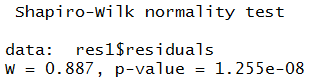 Shapiro-Wilk normality test
data:  res1$residuals
W = 0.887, p-value = 1.255e-08